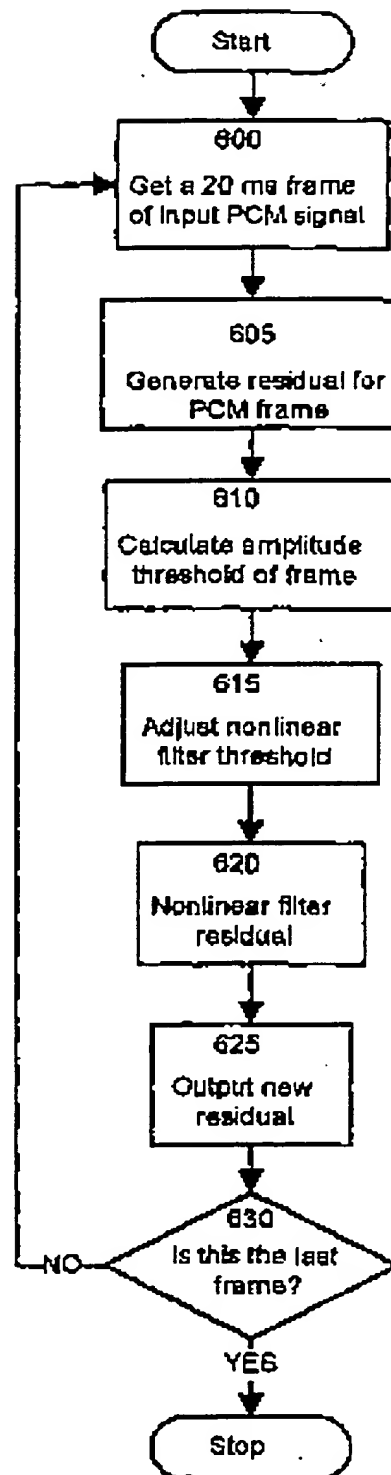 Start
600
Get a 20 ms frame
of input PCM signal
605
Generate residual for
PCM frame
610
Calculate amplitude
threshold of frame
615
Adjust nonlinear
filter threshold
620
Nonlinear filter
residual
625
Output new
residual
630
Is this the last
frame?
NO
YES
Stop